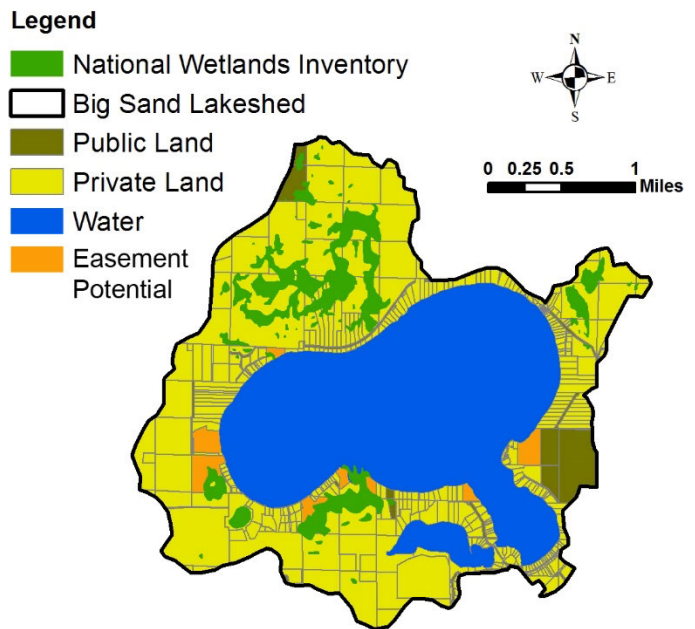 Legend
National Wetlands Inventory
Big Sand Lakeshed
Public Land
Private Land
Water
Easement
Potential
N
W E
S
0 0.25 0.5 1
Miles